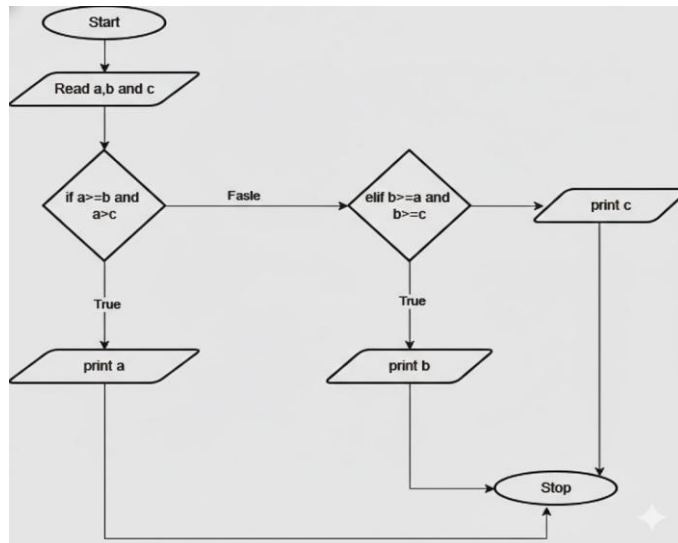 Start
Read a,b and c
if a>=b and
a>c
Fasle
elif b>=a and
b>=c
print c
True
True
print a
print b
Stop